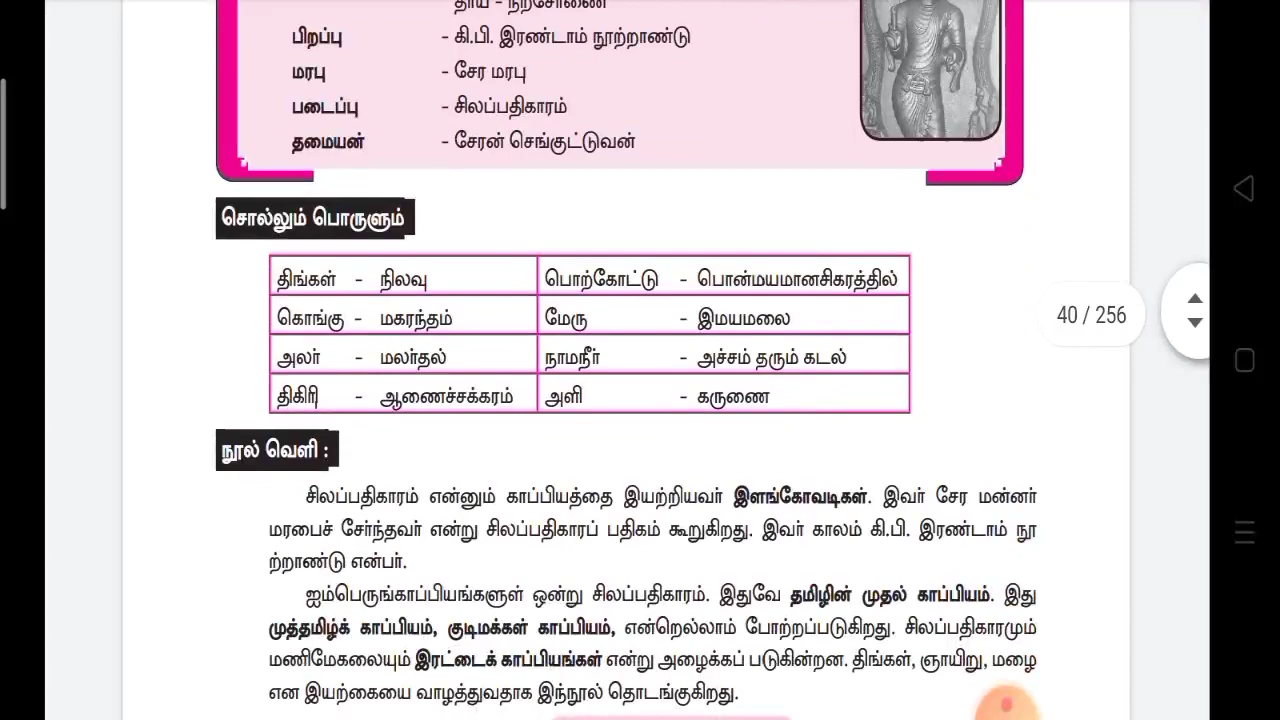 தாய் - நற்சோணை
பிறப்பு - கி.பி. இரண்டாம் நூற்றாண்டு
மரபு - சேர மரபு
படைப்பு - சிலப்பதிகாரம்
தமையன் - சேரன் செங்குட்டுவன்
சொல்லும் பொருளும்
திங்கள் - நிலவு பொற்கோட்டு - பொன்மயமானசிகரத்தில்
கொங்கு - மகரந்தம் மேரு - இமயமலை
அலர் - மலர்தல் நாமநீர் - அச்சம் தரும் கடல்
திகிரி - ஆணைச்சக்கரம் அளி - கருணை
40 / 256
நூல் வெளி :
சிலப்பதிகாரம் என்னும் காப்பியத்தை இயற்றியவர் இளங்கோவடிகள். இவர் சேர மன்னர்
மரபைச் சேர்ந்தவர் என்று சிலப்பதிகாரப் பதிகம் கூறுகிறது. இவர் காலம் கி.பி. இரண்டாம் நூ
ற்றாண்டு என்பர்.
ஐம்பெருங்காப்பியங்களுள் ஒன்று சிலப்பதிகாரம். இதுவே தமிழின் முதல் காப்பியம். இது
முத்தமிழ்க் காப்பியம், குடிமக்கள் காப்பியம், என்றெல்லாம் போற்றப்படுகிறது. சிலப்பதிகாரமும்
மணிமேகலையும் இரட்டைக் காப்பியங்கள் என்று அழைக்கப் படுகின்றன. திங்கள், ஞாயிறு, மழை
என இயற்கையை வாழத்துவதாக இந்நூல் தொடங்குகிறது.